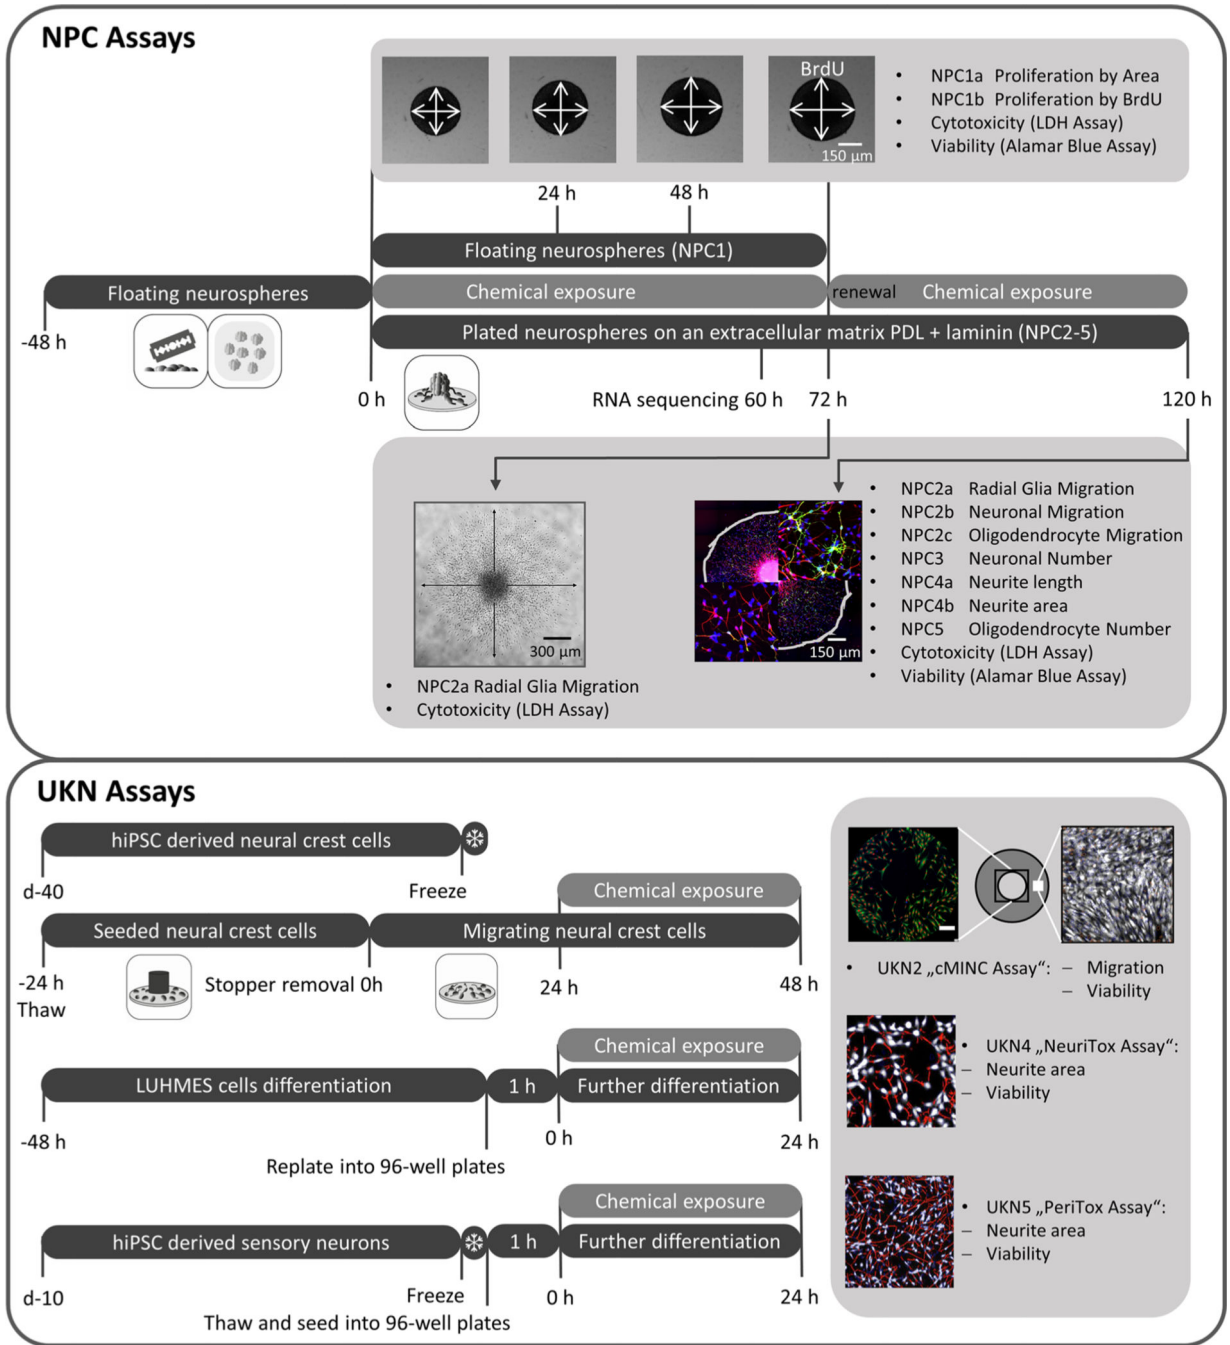 NPC Assays
BrdU
150 µm
• NPC1a Proliferation by Area
• NPC1b Proliferation by BrdU
• Cytotoxicity (LDH Assay)
• Viability (Alamar Blue Assay)
24 h
48 h
Floating neurospheres (NPC1)
Floating neurospheres
Chemical exposure
renewal
Chemical exposure
Plated neurospheres on an extracellular matrix PDL + laminin (NPC2-5)
-48 h
0 h
RNA sequencing 60 h
72 h
120 h
300 µm
• NPC2a Radial Glia Migration
• Cytotoxicity (LDH Assay)
150 µm
• NPC2a Radial Glia Migration
• NPC2b Neuronal Migration
• NPC2c Oligodendrocyte Migration
• NPC3 Neuronal Number
• NPC4a Neurite length
• NPC4b Neurite area
• NPC5 Oligodendrocyte Number
• Cytotoxicity (LDH Assay)
• Viability (Alamar Blue Assay)
UKN Assays
hiPSC derived neural crest cells
d-40
Freeze
Chemical exposure
Seeded neural crest cells
Migrating neural crest cells
-24 h
Thaw
Stopper removal 0h
24 h
48 h
Chemical exposure
LUHMES cells differentiation
1 h
Further differentiation
-48 h
0 h
24 h
Replate into 96-well plates
Chemical exposure
hiPSC derived sensory neurons
1 h
Further differentiation
d-10
Freeze
0 h
24 h
Thaw and seed into 96-well plates
• UKN2 „cMINC Assay“: – Migration
– Viability
• UKN4 „NeuriTox Assay“:
– Neurite area
– Viability
• UKN5 „PeriTox Assay“:
– Neurite area
– Viability